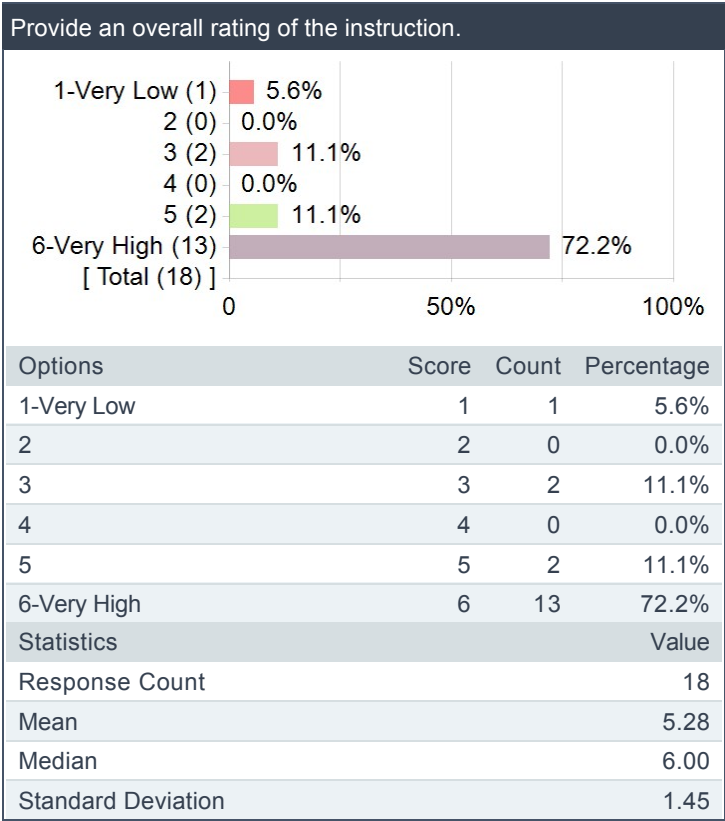 Provide an overall rating of the instruction.
1-Very Low (1) 5.6%
2 (0) 0.0%
3 (2) 11.1%
4 (0) 0.0%
5 (2) 11.1%
6-Very High (13) 72.2%
[ Total (18) ]
0 50% 100%
Options Score Count Percentage
1-Very Low 1 1 5.6%
2 2 0 0.0%
3 3 2 11.1%
4 4 0 0.0%
5 5 2 11.1%
6-Very High 6 13 72.2%
Statistics Value
Response Count 18
Mean 5.28
Median 6.00
Standard Deviation 1.45